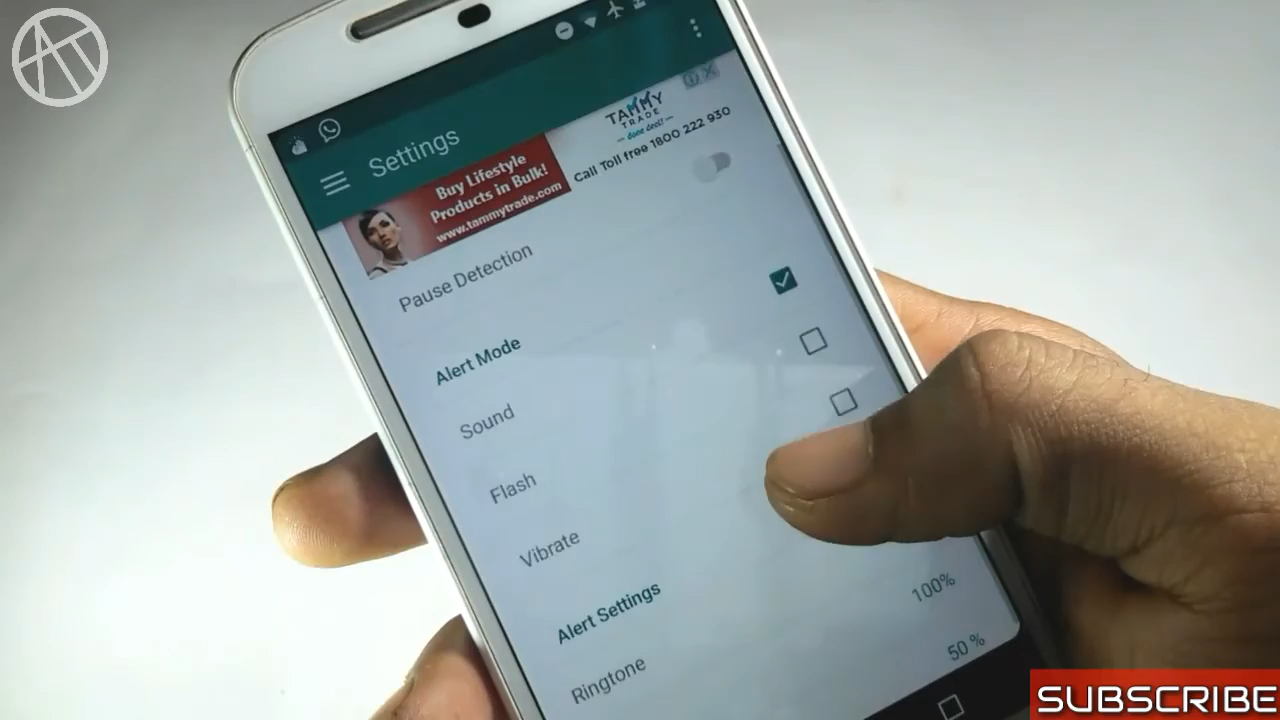 Settings
Buy Lifestyle
Products in Bulk!
www.tammytrade.com
TAMMY
TRADE
done deal!
Call Toll free 1800 222 930
Pause Detection
Alert Mode
Sound
Flash
Vibrate
Alert Settings
100%
Ringtone
50 %
SUBSCRIBE